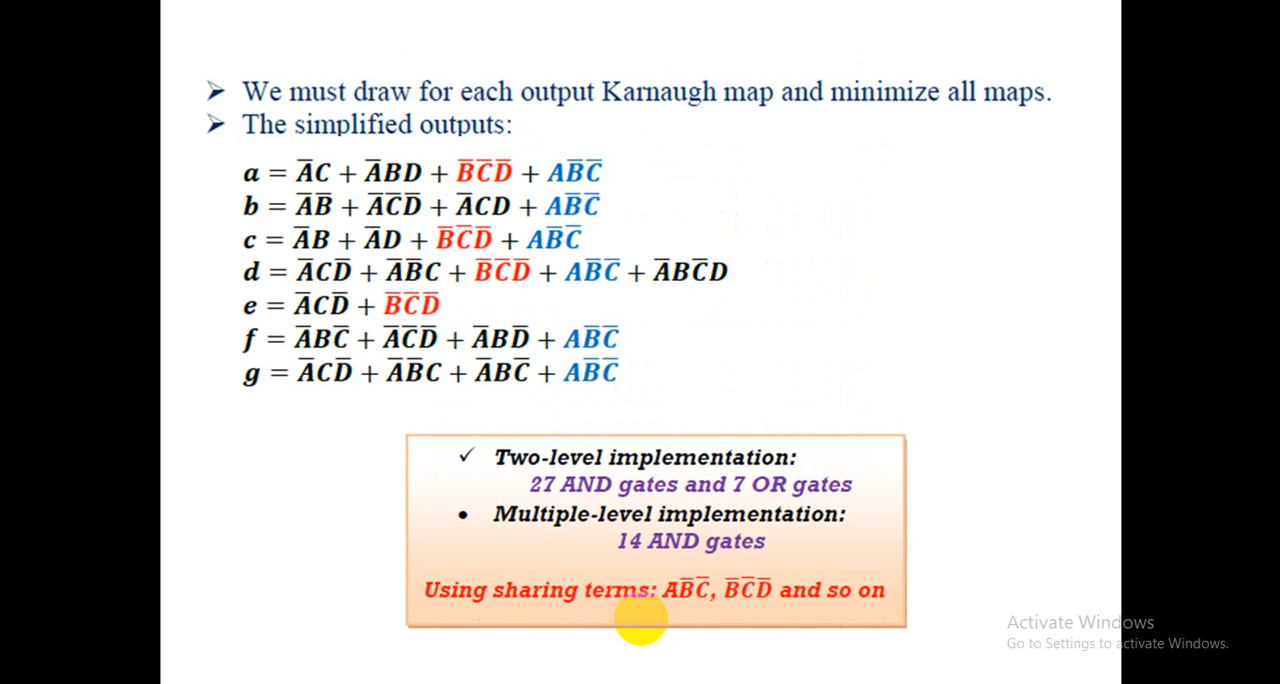 ➢ We must draw for each output Karnaugh map and minimize all maps.
➢ The simplified outputs:
a = A̅C + A̅BD + B̅C̅D̅ + AB̅C̅
b = A̅B̅ + A̅C̅D̅ + A̅CD + AB̅C̅
c = A̅B + A̅D + B̅C̅D̅ + AB̅C̅
d = A̅CD̅ + A̅B̅C + B̅C̅D̅ + AB̅C̅ + A̅BC̅D
e = A̅CD̅ + B̅C̅D̅
f = A̅BC̅ + A̅C̅D̅ + A̅BD̅ + AB̅C̅
g = A̅CD̅ + A̅B̅C + A̅BC̅ + AB̅C̅
✓ Two-level implementation:
27 AND gates and 7 OR gates
• Multiple-level implementation:
14 AND gates
Using sharing terms: AB̅C̅, B̅C̅D̅ and so on
Activate Windows
Go to Settings to activate Windows.